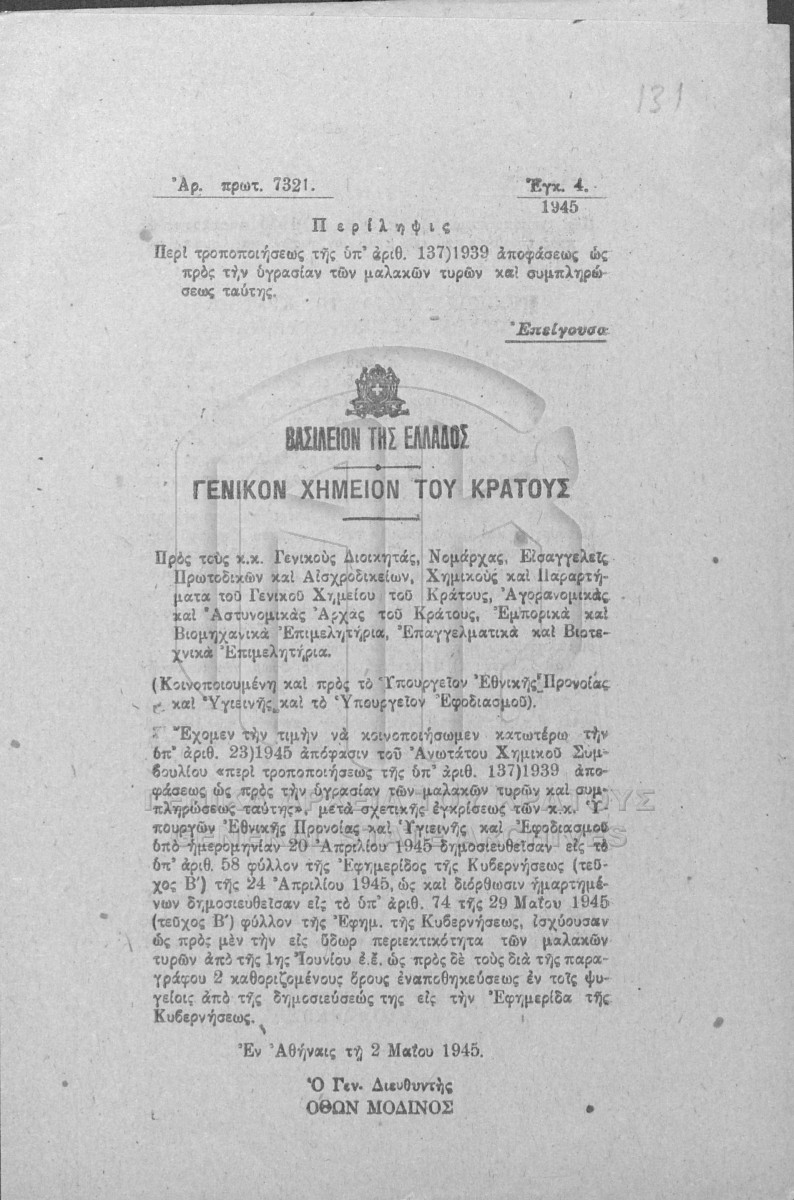 131
Ἀρ. πρωτ. 7321. Ἐγκ. 4.
1945
Περίληψις
Περὶ τροποποιήσεως τῆς ὑπ' ἀριθ. 137)1939 ἀποφάσεως ὡς
πρὸς τὴν ὑγρασίαν τῶν μαλακῶν τυρῶν καὶ συμπληρώ-
σεως ταύτης.
Ἐπείγουσα
ΒΑΣΙΛΕΙΟΝ ΤΗΣ ΕΛΛΑΔΟΣ
ΓΕΝΙΚΟΝ ΧΗΜΕΙΟΝ ΤΟΥ ΚΡΑΤΟΥΣ
Πρὸς τοὺς κ.κ. Γενικοὺς Διοικητάς, Νομάρχας, Εἰσαγγελεῖς
Πρωτοδικῶν καὶ Αἰσχροδικείων, Χημικοὺς καὶ Παραρτή-
ματα τοῦ Γενικοῦ Χημείου τοῦ Κράτους, Ἀγορανομικὰς
καὶ Ἀστυνομικὰς Ἀρχὰς τοῦ Κράτους, Ἐμπορικὰ καὶ
Βιομηχανικὰ Ἐπιμελητήρια, Ἐπαγγελματικὰ καὶ Βιοτε-
χνικὰ Ἐπιμελητήρια.
(Κοινοποιουμένη καὶ πρὸς τὸ Ὑπουργεῖον Ἐθνικῆς Προνοίας
καὶ Ὑγιεινῆς καὶ τὸ Ὑπουργεῖον Ἐφοδιασμοῦ).
Ἔχομεν τὴν τιμὴν νὰ κοινοποιήσωμεν κατωτέρω τὴν
ὑπ' ἀριθ. 23)1945 ἀπόφασιν τοῦ Ἀνωτάτου Χημικοῦ Συμ-
βουλίου «περὶ τροποποιήσεως τῆς ὑπ' ἀριθ. 137)1939 ἀπο-
φάσεως ὡς πρὸς τὴν ὑγρασίαν τῶν μαλακῶν τυρῶν καὶ συμ-
πληρώσεως ταύτης», μετὰ σχετικῆς ἐγκρίσεως τῶν κ.κ. Ὑ-
πουργῶν Ἐθνικῆς Προνοίας καὶ Ὑγιεινῆς καὶ Ἐφοδιασμοῦ
ὑπὸ ἡμερομηνίαν 20 Ἀπριλίου 1945 δημοσιευθεῖσαν εἰς τὸ
ὑπ' ἀριθ. 58 φύλλον τῆς Ἐφημερίδος τῆς Κυβερνήσεως (τεῦ-
χος Β') τῆς 24 Ἀπριλίου 1945, ὡς καὶ διόρθωσιν ἡμαρτημέ-
νων δημοσιευθεῖσαν εἰς τὸ ὑπ' ἀριθ. 74 τῆς 29 Μαΐου 1945
(τεῦχος Β') φύλλον τῆς Ἐφημ. τῆς Κυβερνήσεως, ἰσχύουσαν
ὡς πρὸς μὲν τὴν εἰς ὕδωρ περιεκτικότητα τῶν μαλακῶν
τυρῶν ἀπὸ τῆς 1ης Ἰουνίου ἐ.ἔ. ὡς πρὸς δὲ τοὺς διὰ τῆς παρα-
γράφου 2 καθοριζομένους ὅρους ἐναποθηκεύσεως ἐν τοῖς ψυ-
γείοις ἀπὸ τῆς δημοσιεύσεώς της εἰς τὴν Ἐφημερίδα τῆς
Κυβερνήσεως.
Ἐν Ἀθήναις τῇ 2 Μαΐου 1945.
Ὁ Γεν. Διευθυντὴς
ΟΘΩΝ ΜΟΔΙΝΟΣ